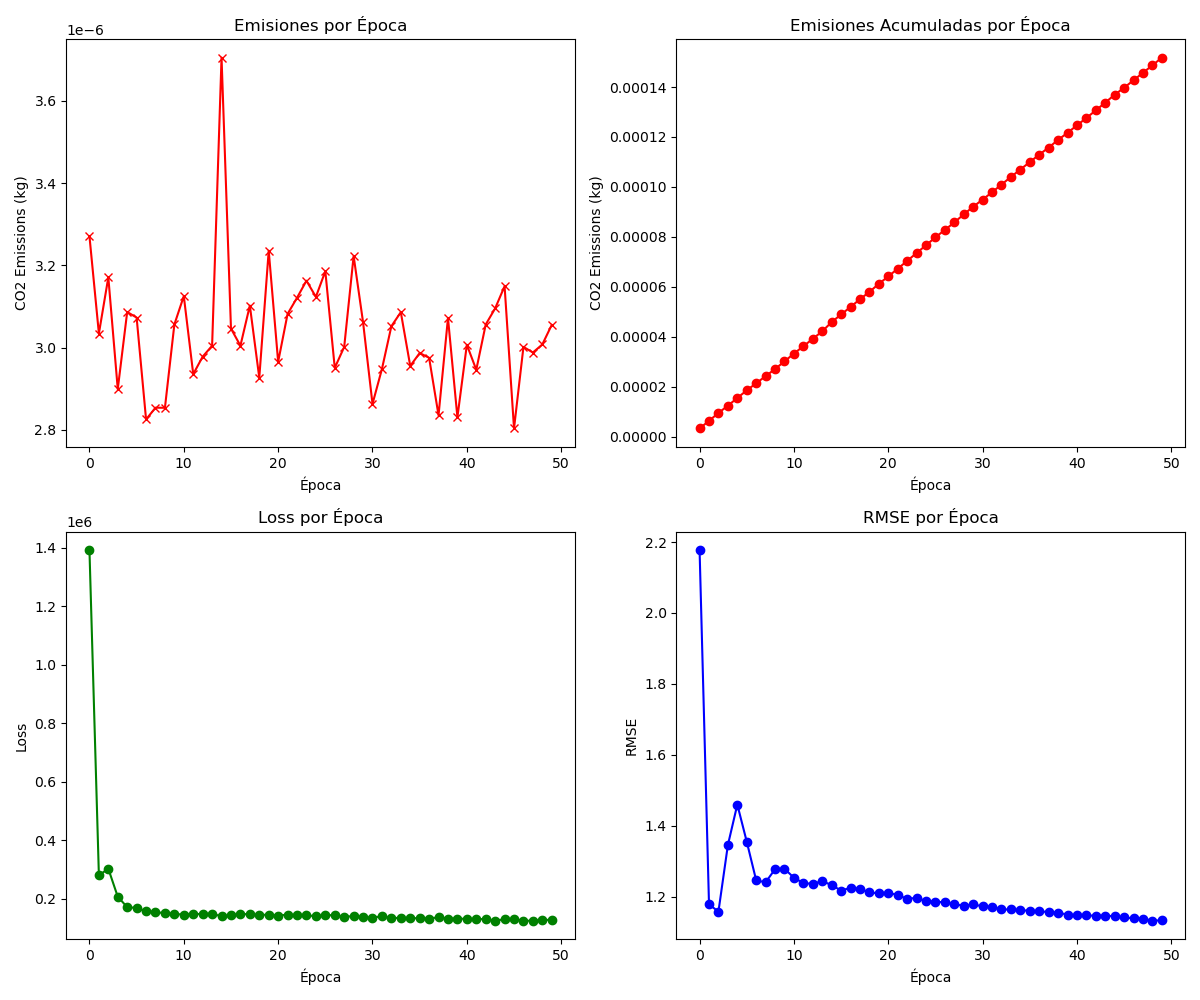 Emisiones por Época
1e−6
CO2 Emissions (kg)
3.6
3.4
3.2
3.0
2.8
0 10 20 30 40 50
Época
Emisiones Acumuladas por Época
CO2 Emissions (kg)
0.00014
0.00012
0.00010
0.00008
0.00006
0.00004
0.00002
0.00000
0 10 20 30 40 50
Época
Loss por Época
1e6
Loss
1.4
1.2
1.0
0.8
0.6
0.4
0.2
0 10 20 30 40 50
Época
RMSE por Época
RMSE
2.2
2.0
1.8
1.6
1.4
1.2
0 10 20 30 40 50
Época